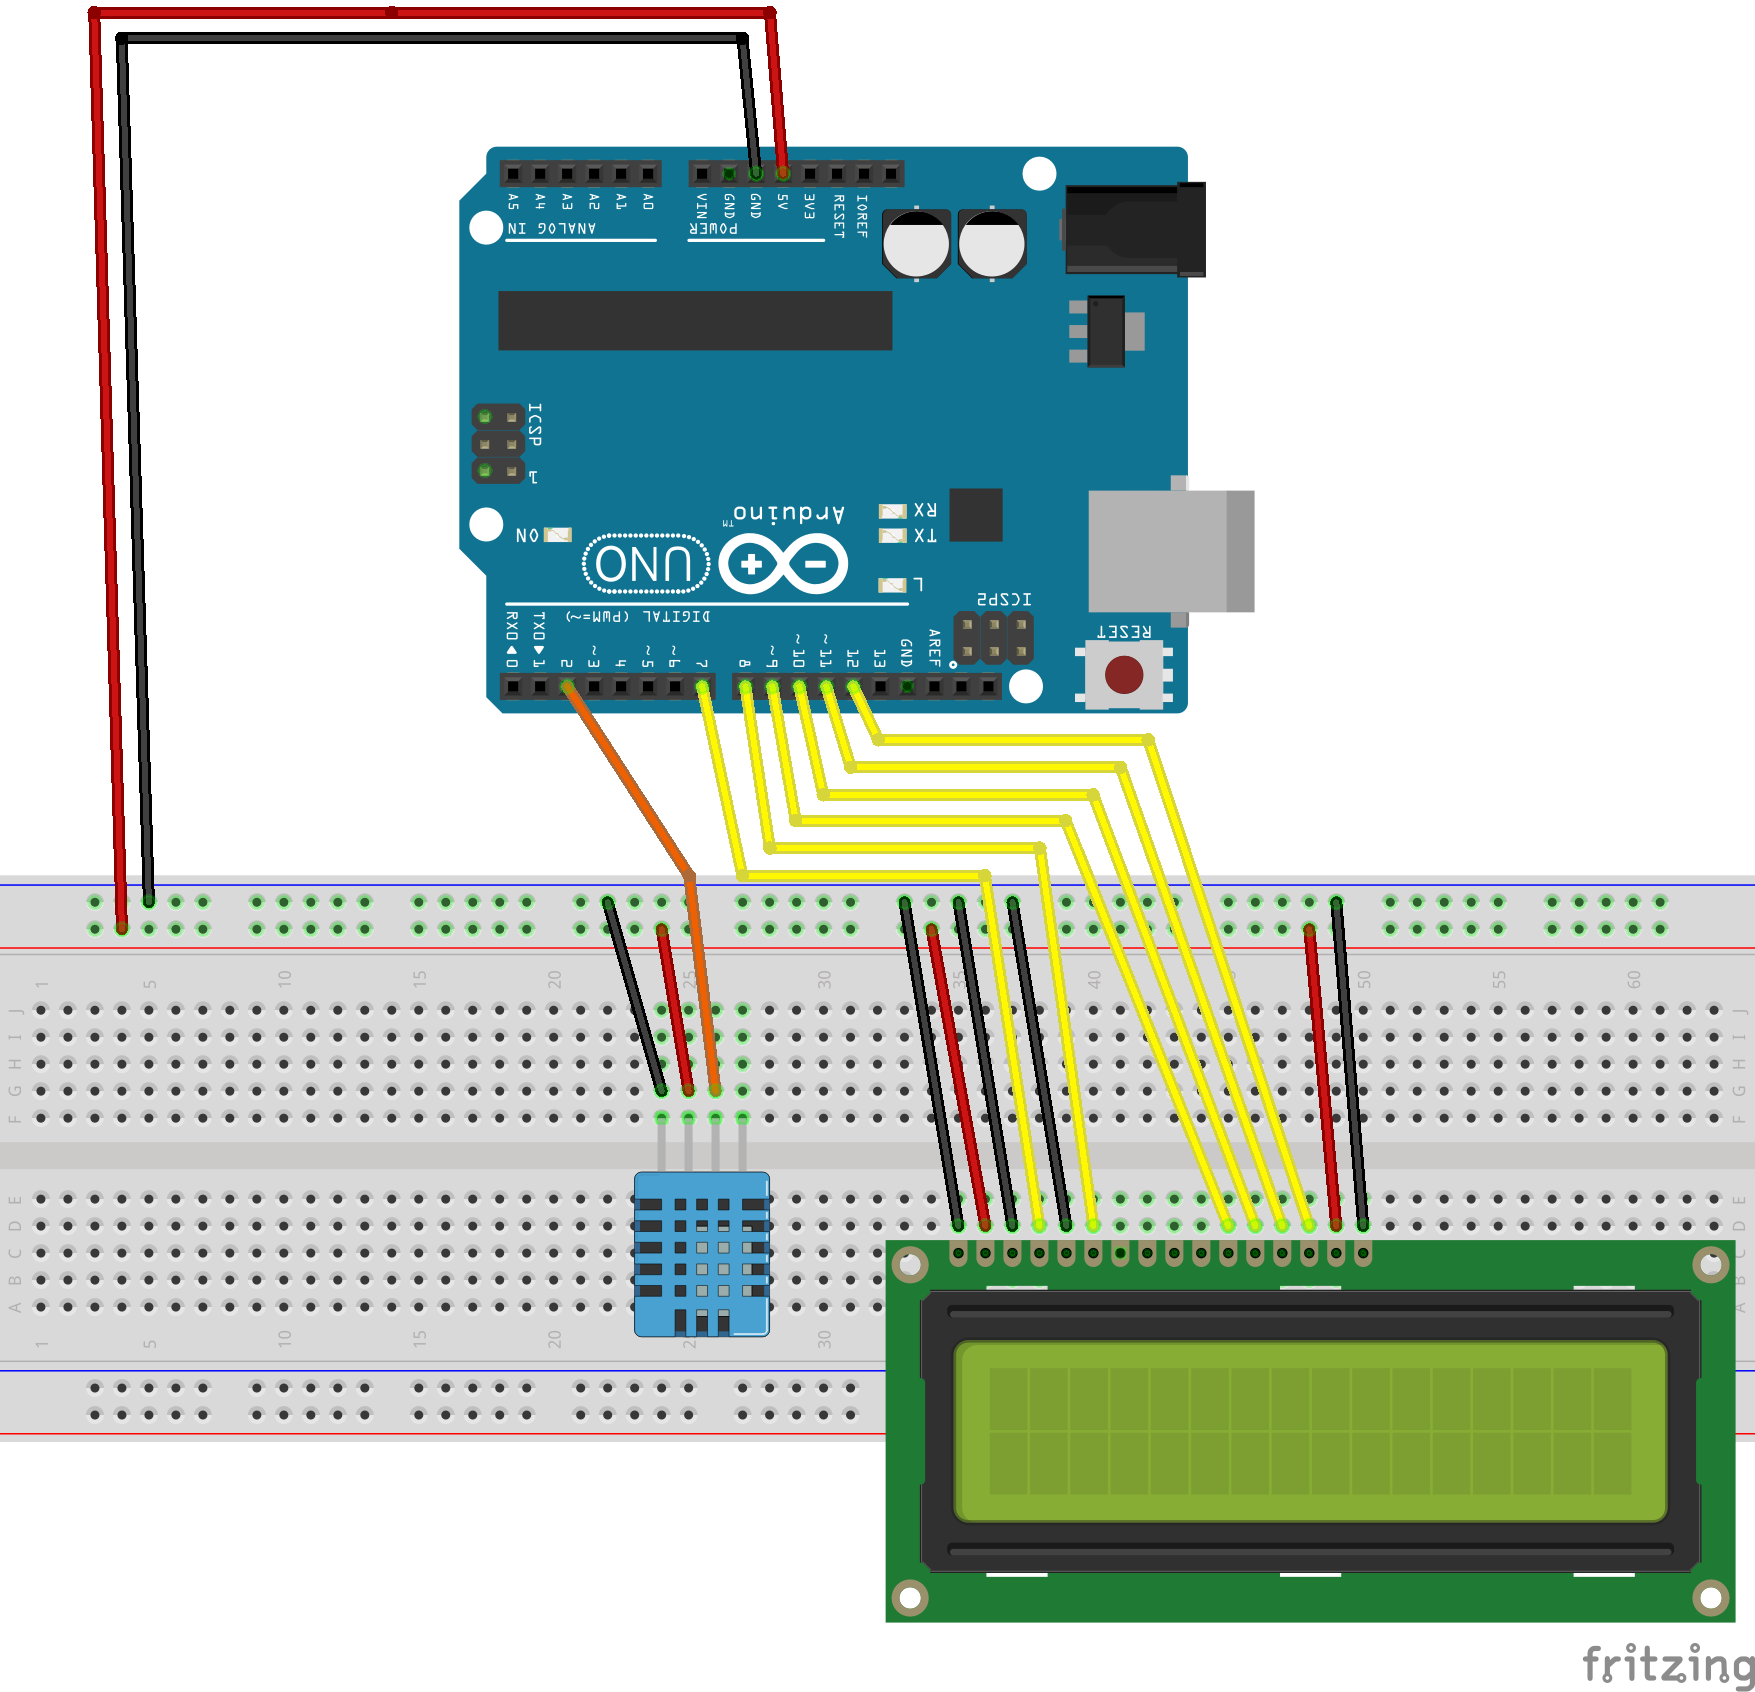 A5 A4 A3 A2 A1 A0
VIN GND GND 5V 3V3 RESET IOREF
ANALOG IN
POWER
ICSP
1
Arduino
TM
ON
UNO
RX
TX
L
ICSP2
RESET
DIGITAL (PWM=~)
RX0 TX0
0 1 2 ~3 4 ~5 ~6 7 8 ~9 ~10 ~11 12 13 GND AREF
1 5 10 15 20 25 30 35 40 50 55 60
J J
I I
H H
G G
F F
E E
D D
C C
B B
A A
1 5 10 15 20 30
fritzing